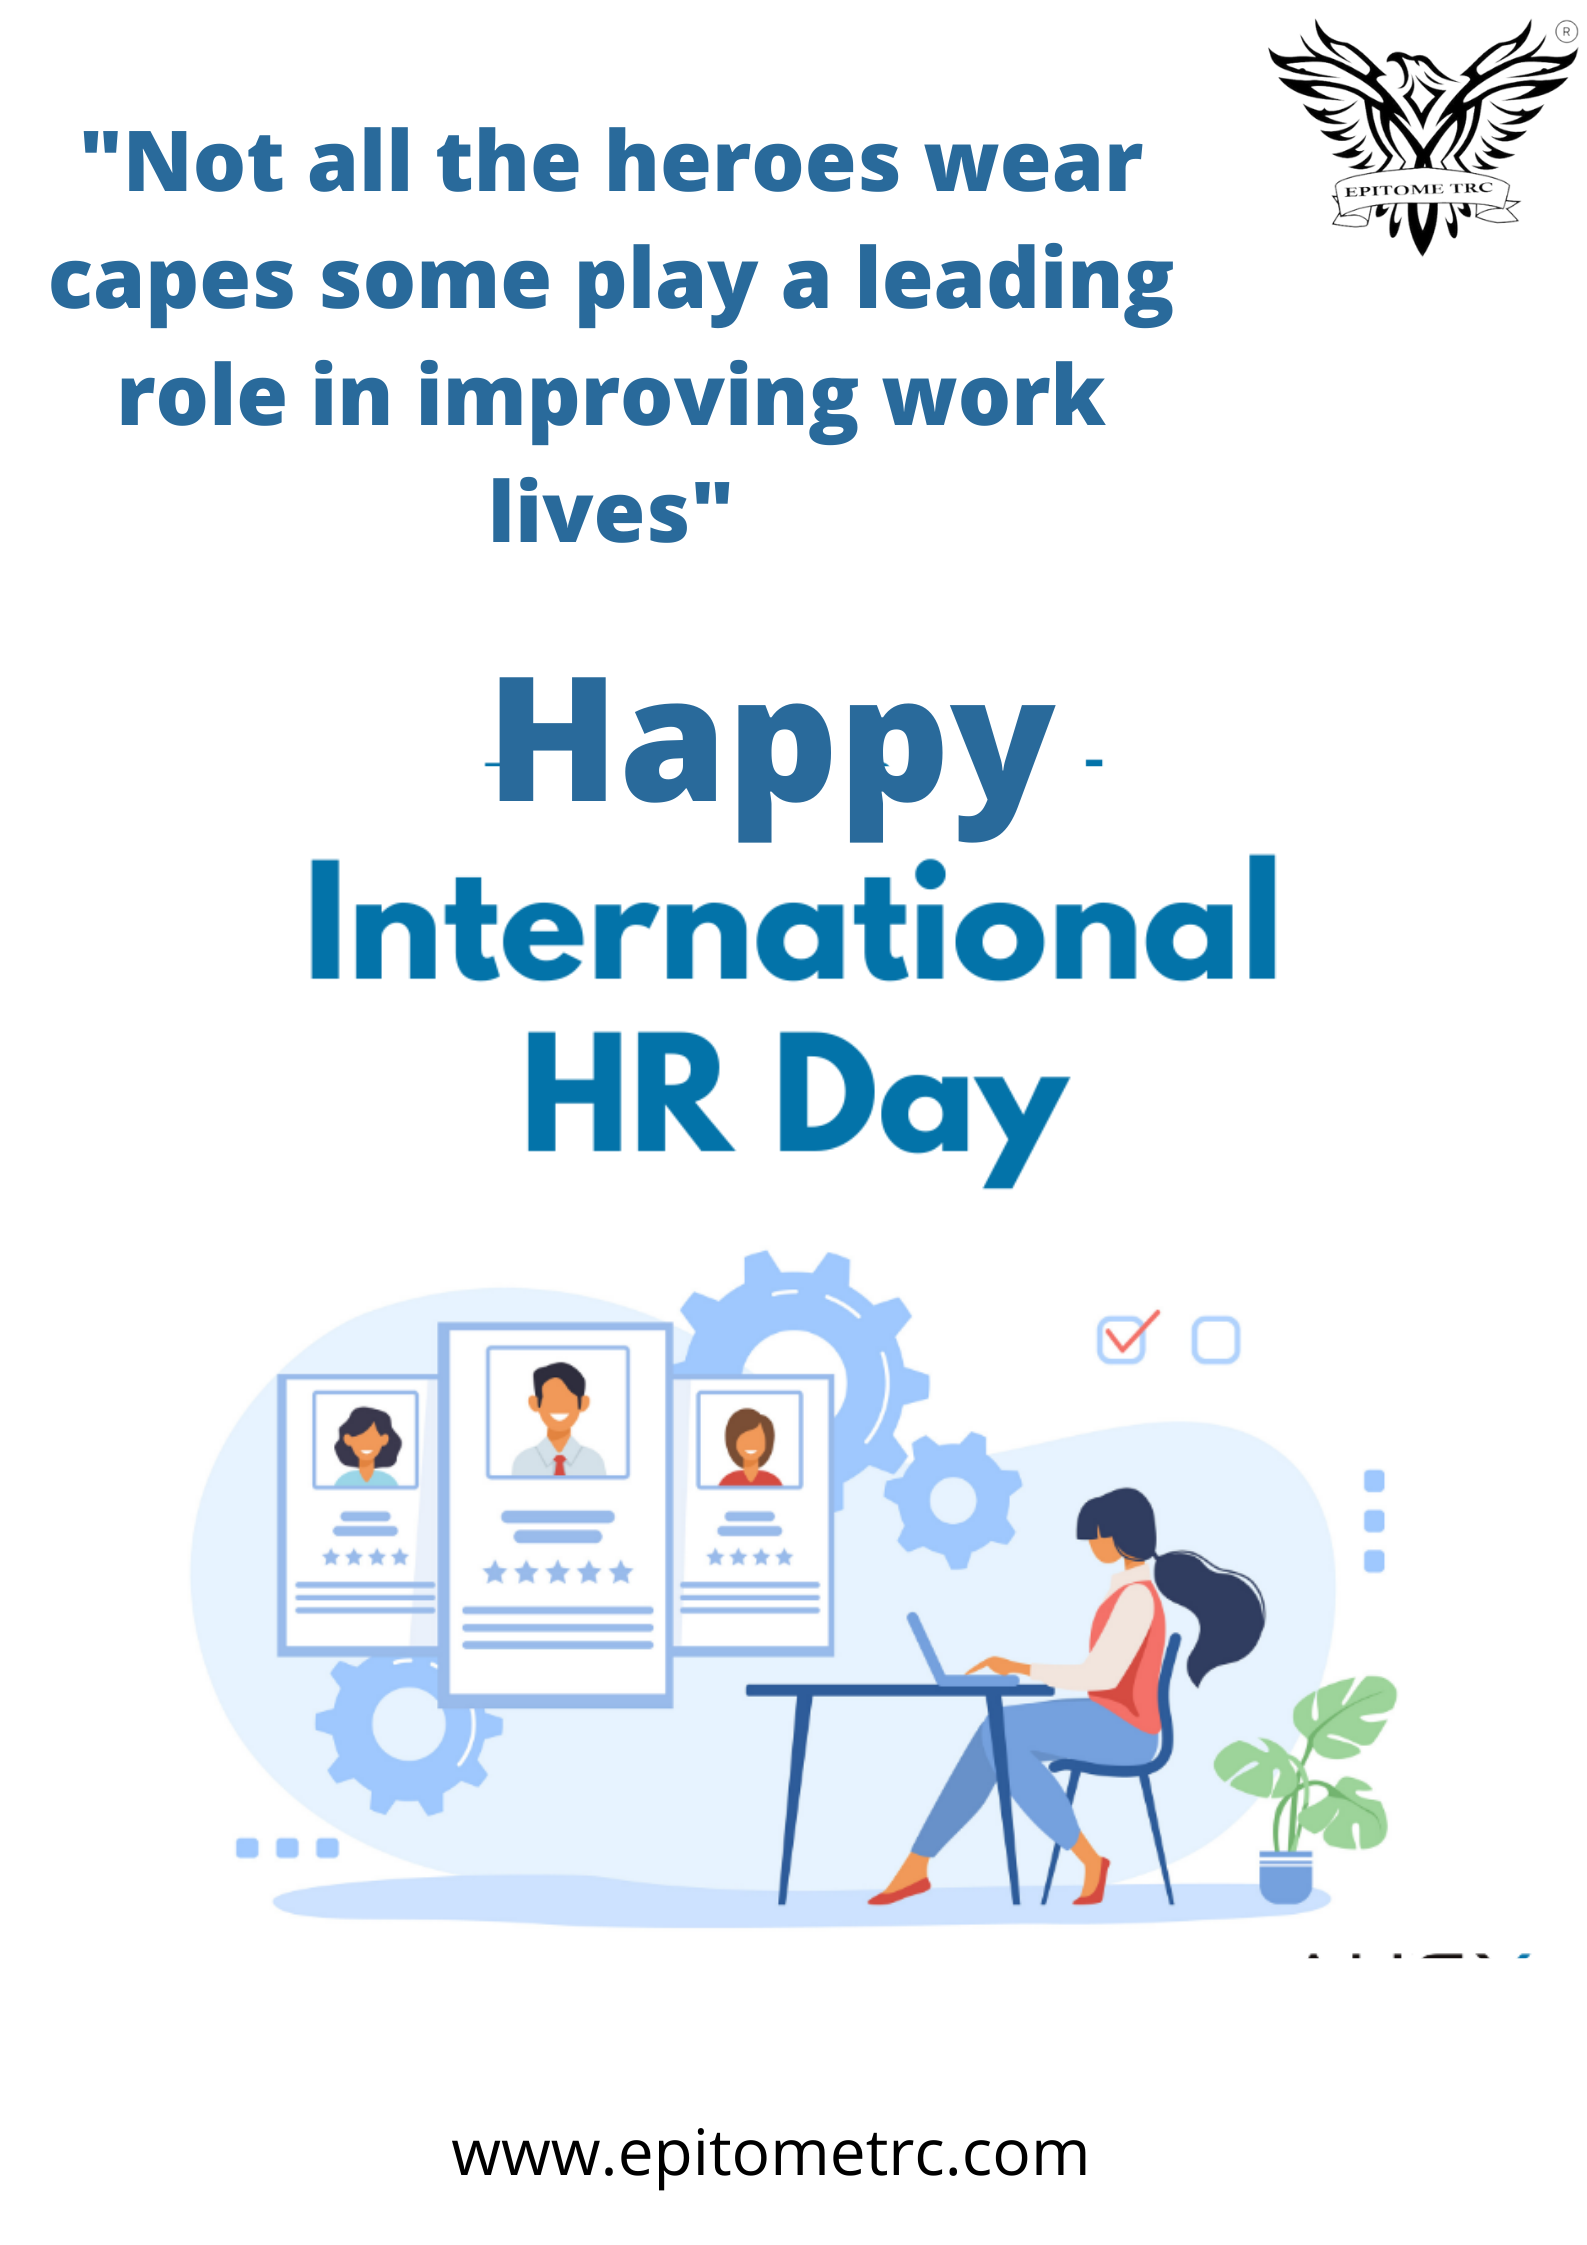 "Not all the heroes wear
capes some play a leading
role in improving work
lives"
EPITOME TRC
®
Happy
International
HR Day
www.epitometrc.com